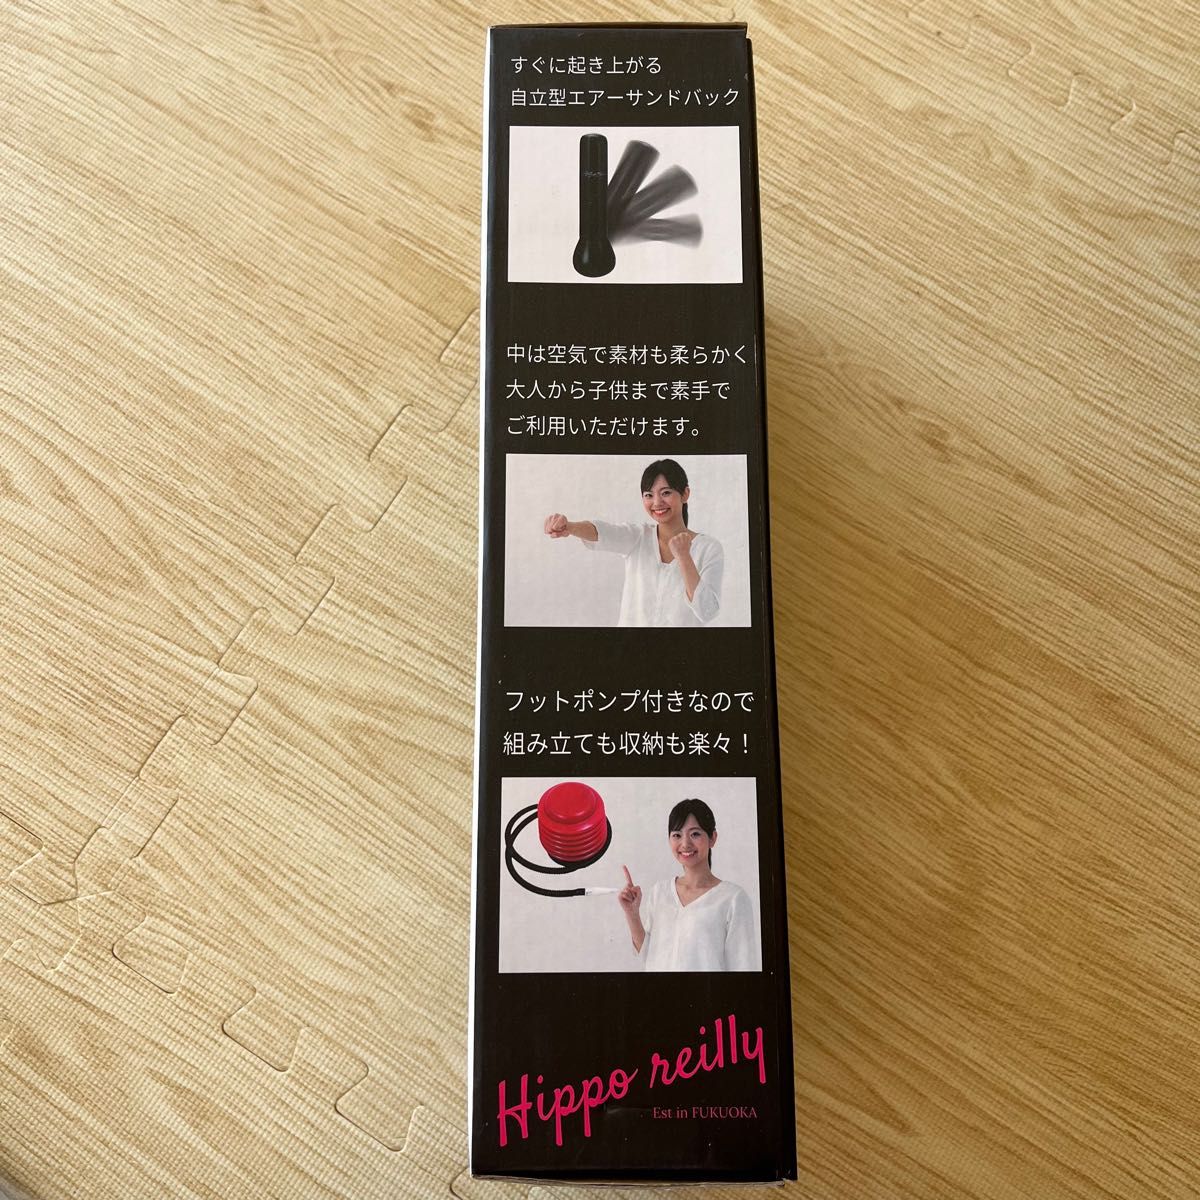 すぐに起き上がる
自立型エアーサンドバック
中は空気で素材も柔らかく
大人から子供まで素手で
ご利用いただけます。
フットポンプ付きなので
組み立ても収納も楽々！
Hippo reilly
Est in FUKUOKA